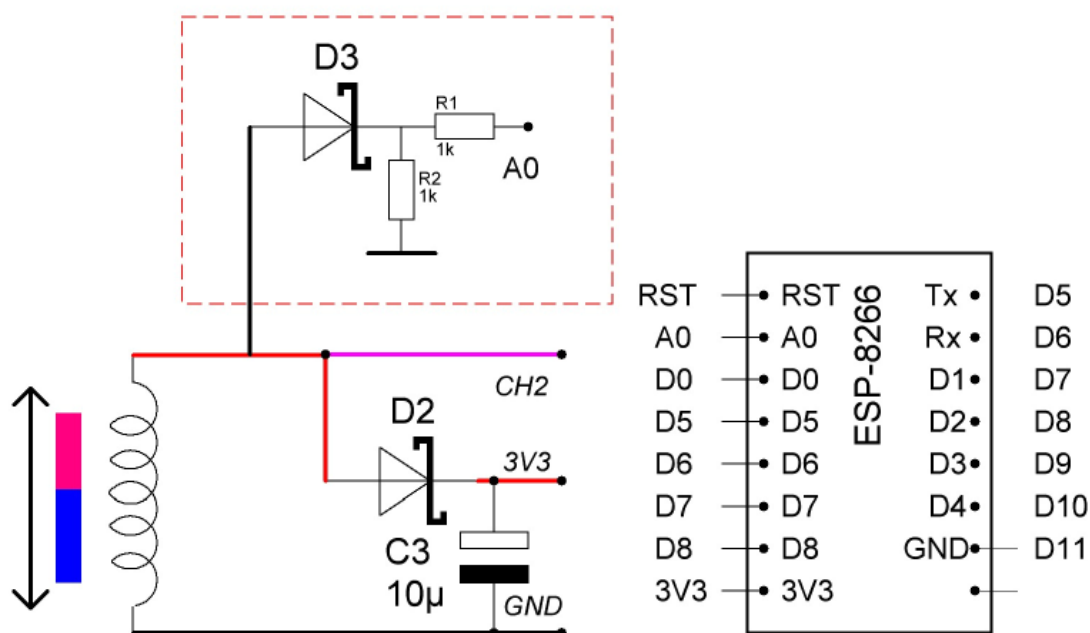 D3
R1
1k
A0
R2
1k
CH2
D2
3V3
C3
10µ
GND
RST RST Tx D5
A0 A0 Rx D6
D0 D0 D1 D7
D5 D5 D2 D8
D6 D6 D3 D9
D7 D7 D4 D10
D8 D8 GND D11
3V3 3V3
ESP-8266